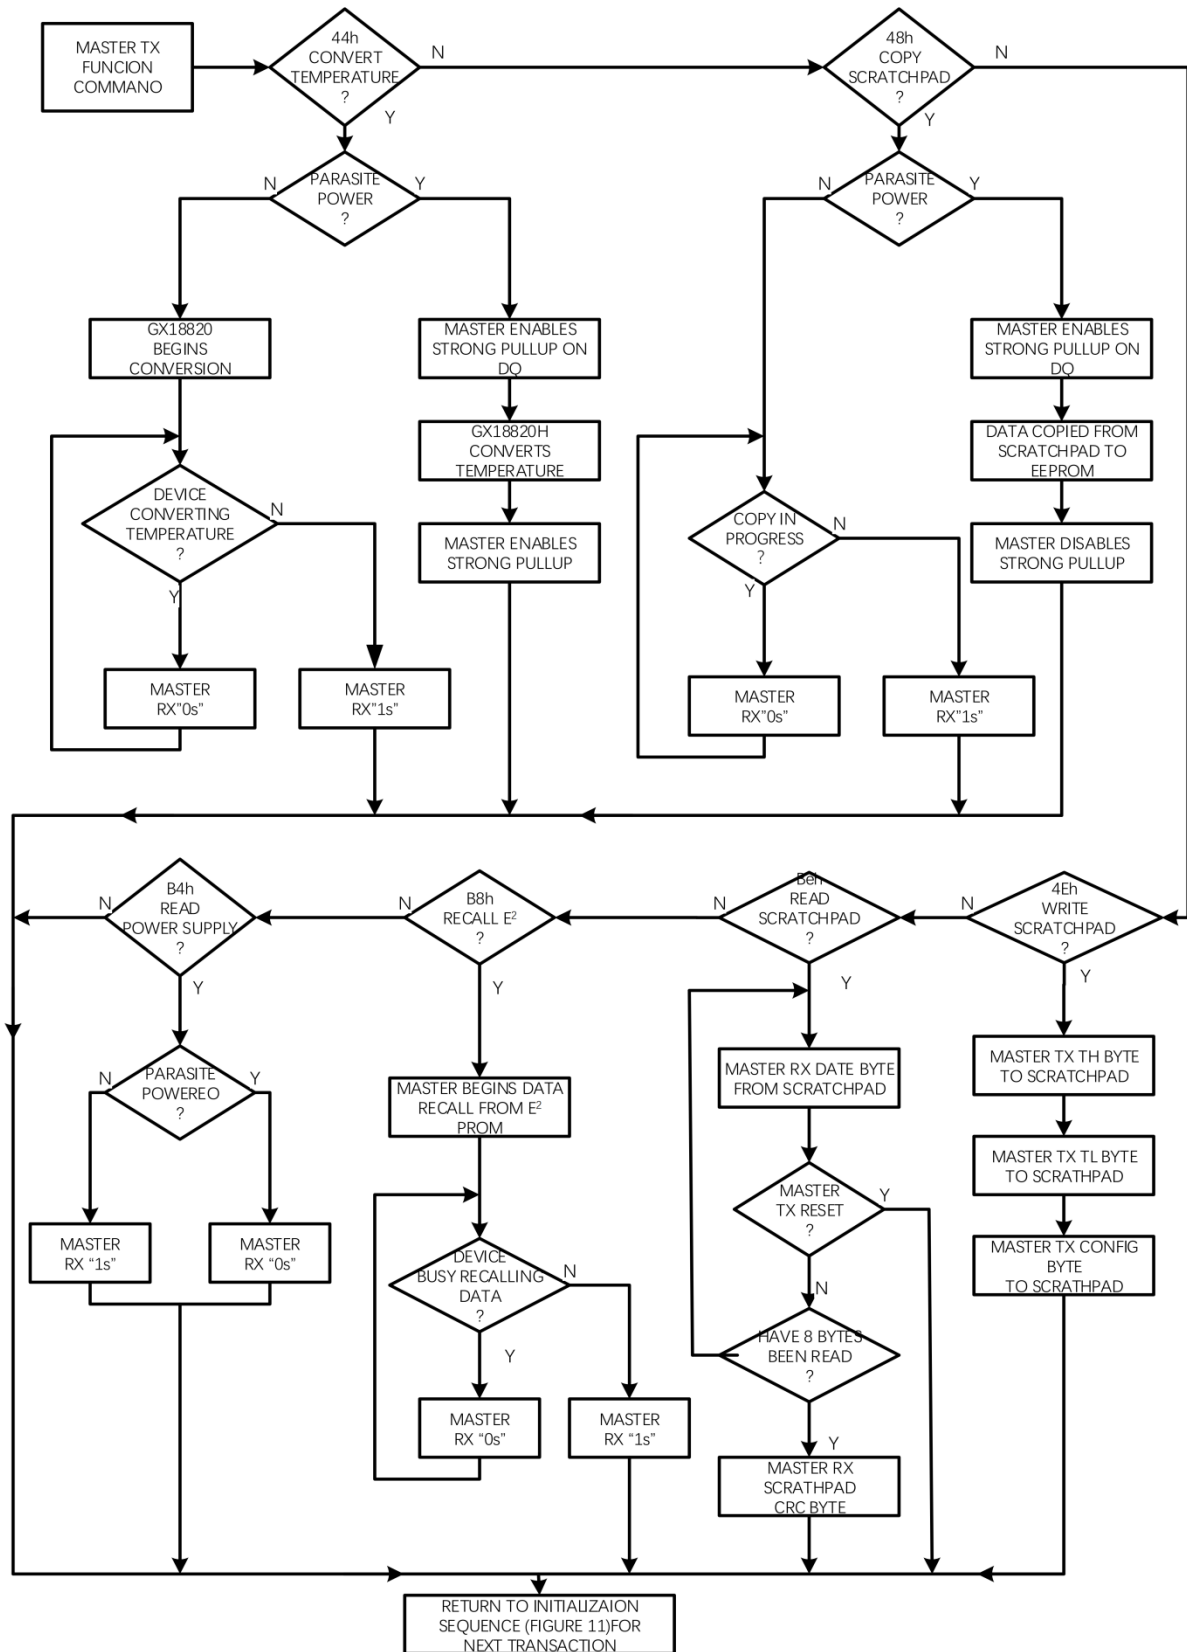 MASTER TX
FUNCION
COMMANO
44h
CONVERT
TEMPERATURE
?
N
Y
48h
COPY
SCRATCHPAD
?
N
Y
N
PARASITE
POWER
?
Y
N
PARASITE
POWER
?
Y
GX18820
BEGINS
CONVERSION
MASTER ENABLES
STRONG PULLUP ON
DQ
MASTER ENABLES
STRONG PULLUP ON
DQ
GX18820H
CONVERTS
TEMPERATURE
DATA COPIED FROM
SCRATCHPAD TO
EEPROM
DEVICE
CONVERTING
TEMPERATURE
?
N
Y
MASTER ENABLES
STRONG PULLUP
COPY IN
PROGRESS
?
N
Y
MASTER DISABLES
STRONG PULLUP
MASTER
RX"0s"
MASTER
RX"1s"
MASTER
RX"0s"
MASTER
RX"1s"
N
B4h
READ
POWER SUPPLY
?
Y
N
B8h
RECALL E²
?
Y
N
Beh
READ
SCRATCHPAD
?
Y
N
4Eh
WRITE
SCRATCHPAD
?
Y
N
PARASITE
POWEREO
?
Y
MASTER BEGINS DATA
RECALL FROM E²
PROM
MASTER RX DATE BYTE
FROM SCRATCHPAD
MASTER TX TH BYTE
TO SCRATCHPAD
MASTER
TX RESET
?
Y
N
MASTER TX TL BYTE
TO SCRATHPAD
MASTER
RX “1s”
MASTER
RX “0s”
DEVICE
BUSY RECALLING
DATA
?
N
Y
MASTER TX CONFIG
BYTE
TO SCRATHPAD
HAVE 8 BYTES
BEEN READ
?
Y
MASTER
RX “0s”
MASTER
RX “1s”
MASTER RX
SCRATHPAD
CRC BYTE
RETURN TO INITIALIZAION
SEQUENCE (FIGURE 11)FOR
NEXT TRANSACTION